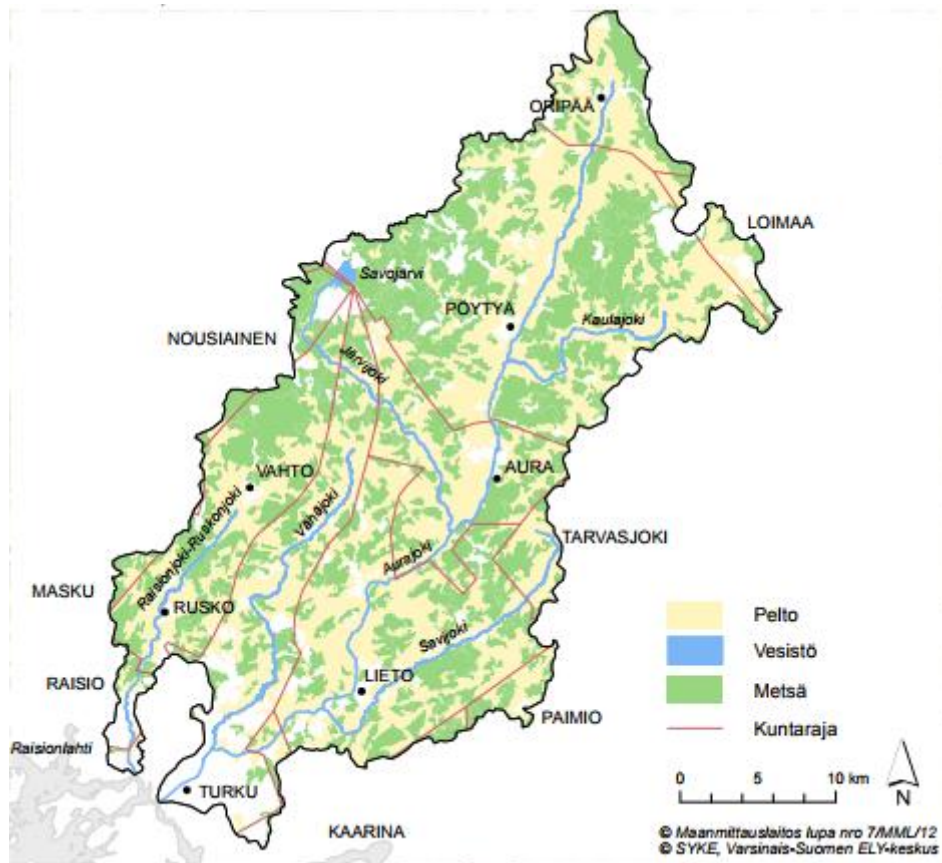 ORIPÄÄ
LOIMAA
Savojärvi
PÖYTYÄ
Kaulajoki
NOUSIAINEN
Järvijoki
VAHTO
AURA
Vähäjoki
TARVASJOKI
Raisionjoki-Ruskonjoki
Aurajoki
MASKU
RUSKO
Savijoki
RAISIO
LIETO
PAIMIO
Raisionlahti
TURKU
KAARINA
Pelto
Vesistö
Metsä
Kuntaraja
0 5 10 km
N
© Maanmittauslaitos lupa nro 7/MML/12
© SYKE, Varsinais-Suomen ELY-keskus